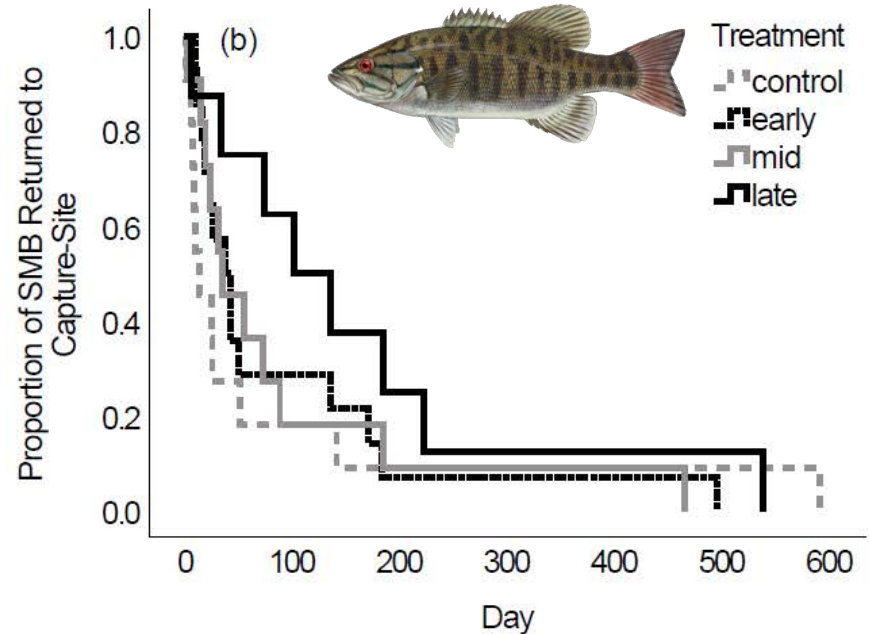 (b)
Treatment
control
early
mid
late
Proportion of SMB Returned to
Capture-Site
1.0
0.8
0.6
0.4
0.2
0.0
0 100 200 300 400 500 600
Day